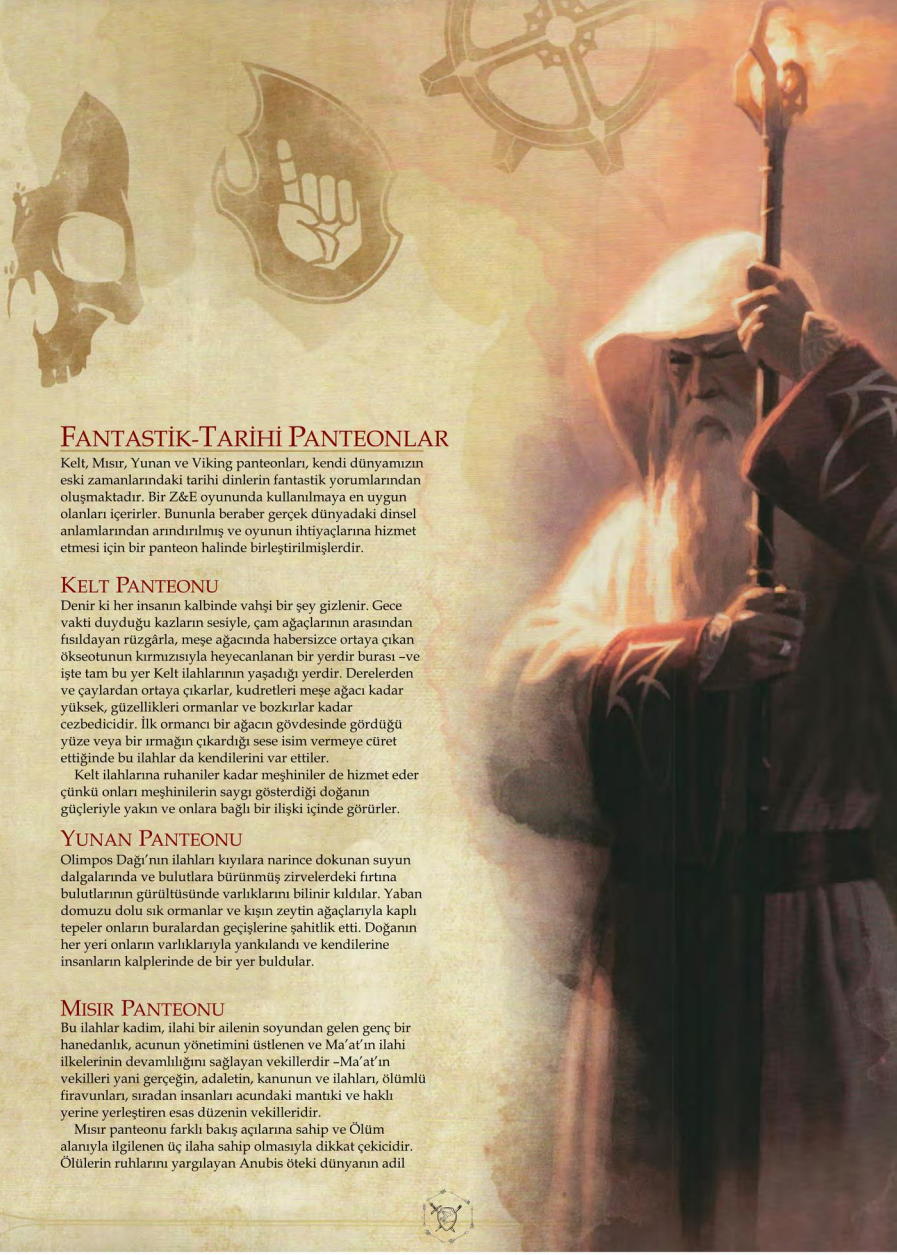 FANTASTİK-TARİHİ PANTEONLAR
Kelt, Mısır, Yunan ve Viking panteonları, kendi dünyamızın
eski zamanlarındaki tarihi dinlerin fantastik yorumlarından
oluşmaktadır. Bir Z&E oyununda kullanılmaya en uygun
olanları içerirler. Bununla beraber gerçek dünyadaki dinsel
anlamlarından arındırılmış ve oyunun ihtiyaçlarına hizmet
etmesi için bir panteon halinde birleştirilmişlerdir.
KELT PANTEONU
Denir ki her insanın kalbinde vahşi bir şey gizlenir. Gece
vakti duyduğu kazların sesiyle, çam ağaçlarının arasından
fısıldayan rüzgârla, meşe ağacında habersizce ortaya çıkan
ökseotunun kırmızısıyla heyecanlanan bir yerdir burası –ve
işte tam bu yer Kelt ilahlarının yaşadığı yerdir. Derelerden
ve çaylardan ortaya çıkarlar, kudretleri meşe ağacı kadar
yüksek, güzellikleri ormanlar ve bozkırlar kadar
cezbedicidir. İlk ormancı bir ağacın gövdesinde gördüğü
yüze veya bir ırmağın çıkardığı sese isim vermeye cüret
ettiğinde bu ilahlar da kendilerini var ettiler.
Kelt ilahlarına ruhaniler kadar meşhiniler de hizmet eder
çünkü onları meşhinilerin saygı gösterdiği doğanın
güçleriyle yakın ve onlara bağlı bir ilişki içinde görürler.
YUNAN PANTEONU
Olimpos Dağı’nın ilahları kıyılara narince dokunan suyun
dalgalarında ve bulutlara bürünmüş zirvelerdeki fırtına
bulutlarının gürültüsünde varlıklarını bilinir kıldılar. Yaban
domuzu dolu sık ormanlar ve kışın zeytin ağaçlarıyla kaplı
tepeler onların buralardan geçişlerine şahitlik etti. Doğanın
her yeri onların varlıklarıyla yankılandı ve kendilerine
insanların kalplerinde de bir yer buldular.
MISIR PANTEONU
Bu ilahlar kadim, ilahi bir ailenin soyundan gelen genç bir
hanedanlık, acunun yönetimini üstlenen ve Ma’at’ın ilahi
ilkelerinin devamlılığını sağlayan vekillerdir –Ma’at’ın
vekilleri yani gerçeğin, adaletin, kanunun ve ilahları, ölümlü
firavunları, sıradan insanları acundaki mantıki ve haklı
yerine yerleştiren esas düzenin vekilleridir.
Mısır panteonu farklı bakış açılarına sahip ve Ölüm
alanıyla ilgilenen üç ilaha sahip olmasıyla dikkat çekicidir.
Ölülerin ruhlarını yargılayan Anubis öteki dünyanın adil